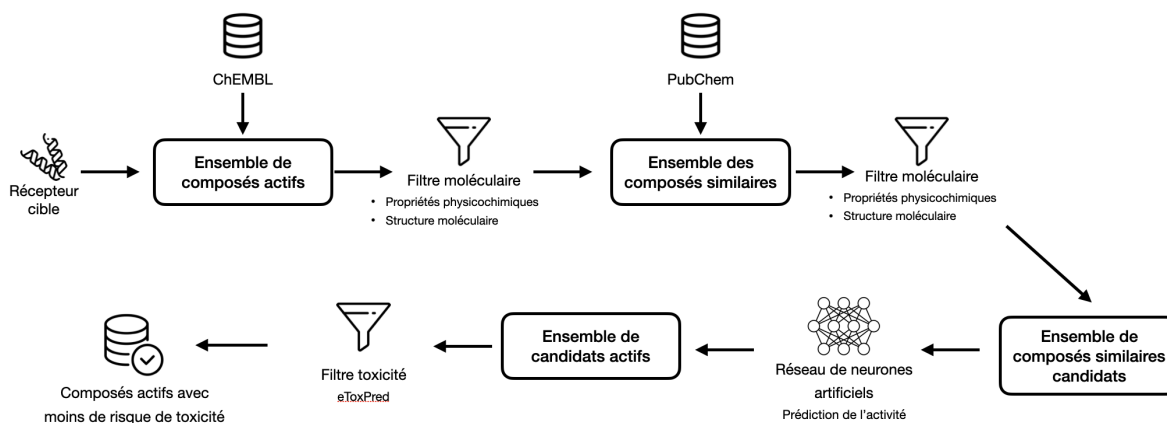 ChEMBL
PubChem
Récepteur
cible
Ensemble de
composés actifs
Filtre moléculaire
• Propriétés physicochimiques
• Structure moléculaire
Ensemble des
composés similaires
Filtre moléculaire
• Propriétés physicochimiques
• Structure moléculaire
Ensemble de
composés similaires
candidats
Réseau de neurones
artificiels
Prédiction de l'activité
Ensemble de
candidats actifs
Filtre toxicité
eToxPred
Composés actifs avec
moins de risque de toxicité